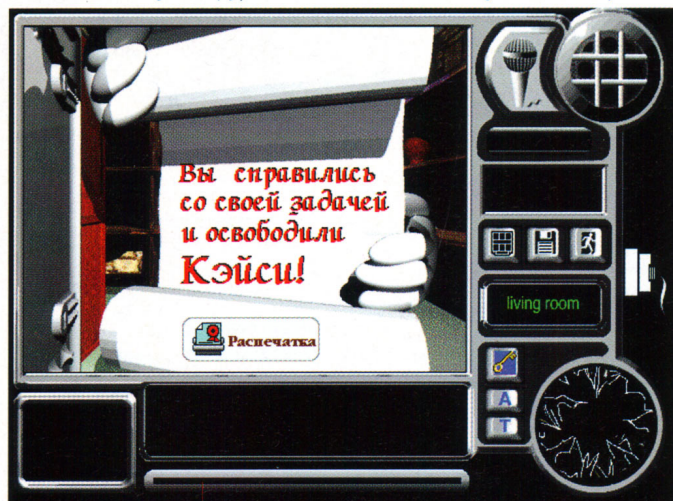 Вы справились
со своей задачей
и освободили
Кэйси!
Распечатка
living room
A
T